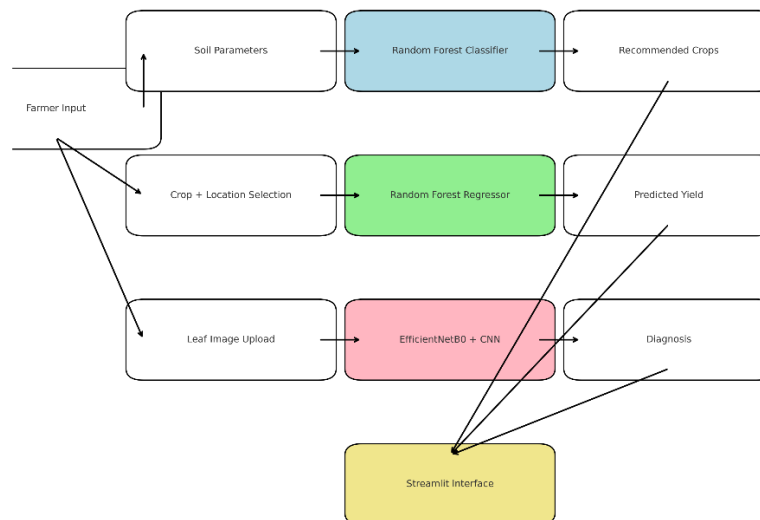 Soil Parameters
Random Forest Classifier
Recommended Crops
Farmer Input
Crop + Location Selection
Random Forest Regressor
Predicted Yield
Leaf Image Upload
EfficientNetB0 + CNN
Diagnosis
Streamlit Interface